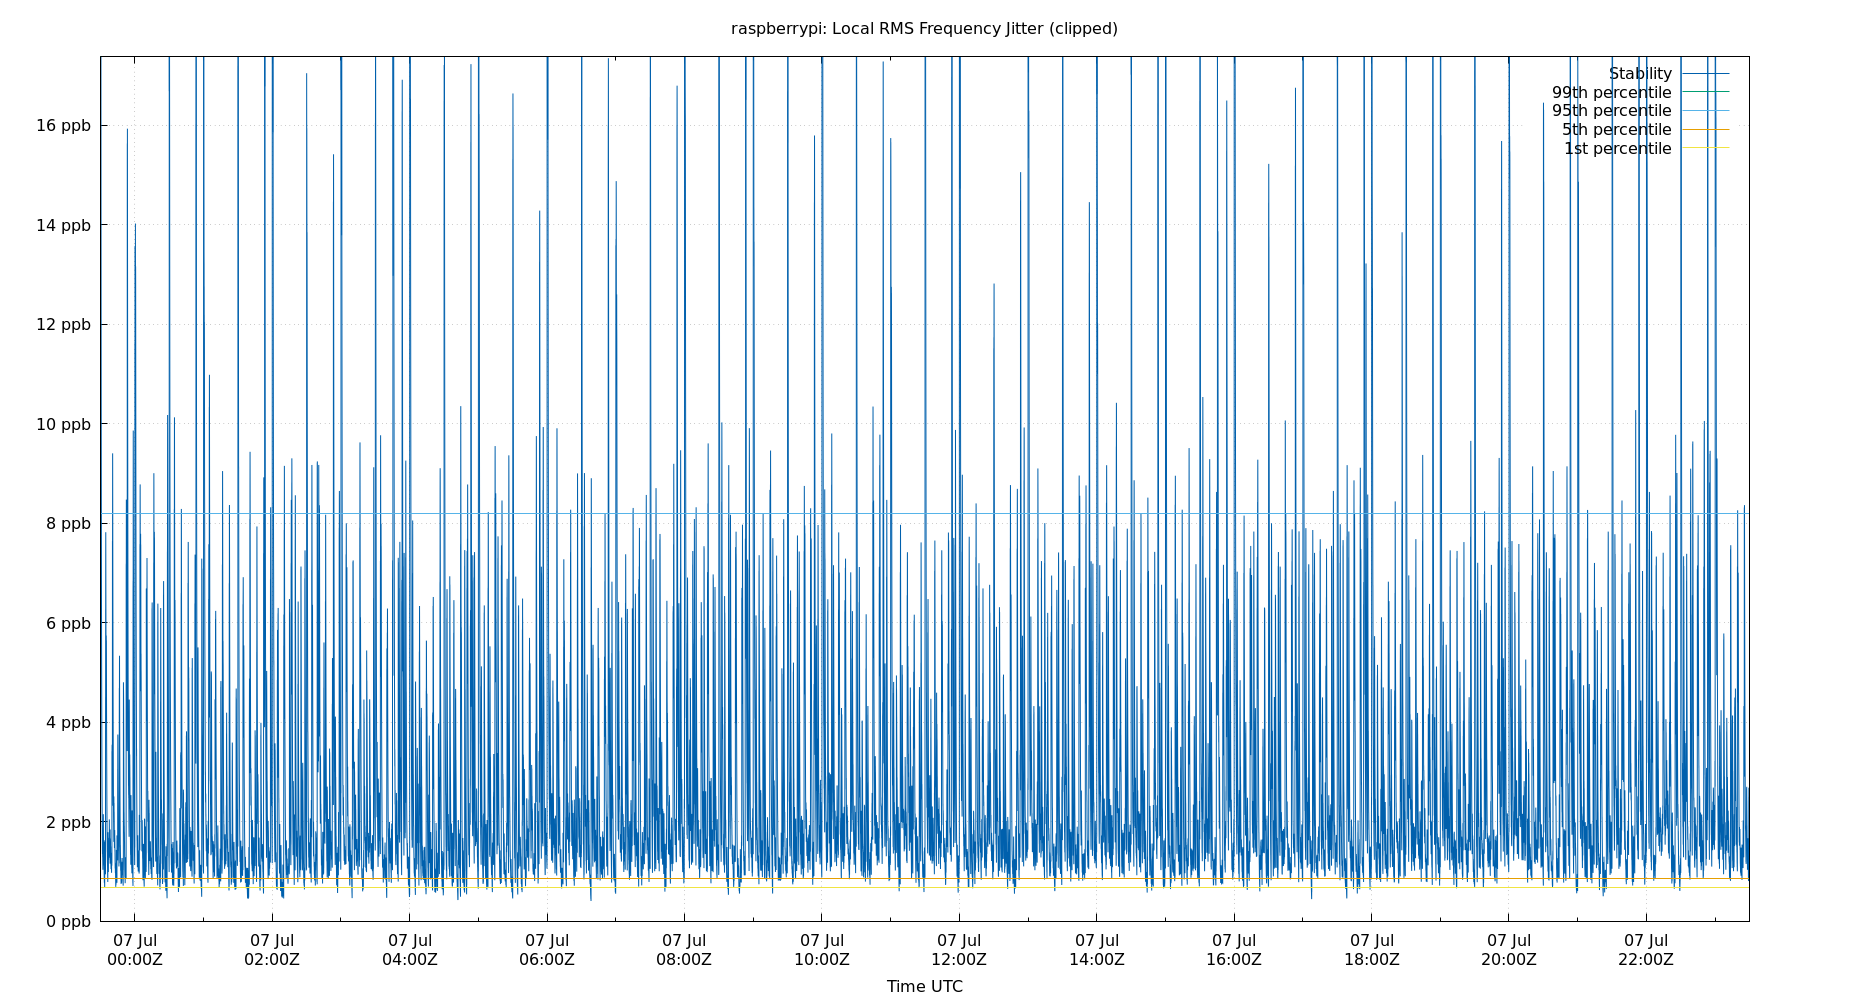 raspberrypi: Local RMS Frequency Jitter (clipped)
Stability
99th percentile
95th percentile
5th percentile
1st percentile
16 ppb
14 ppb
12 ppb
10 ppb
8 ppb
6 ppb
4 ppb
2 ppb
0 ppb
07 Jul 07 Jul 07 Jul 07 Jul 07 Jul 07 Jul 07 Jul 07 Jul 07 Jul 07 Jul 07 Jul 07 Jul
00:00Z 02:00Z 04:00Z 06:00Z 08:00Z 10:00Z 12:00Z 14:00Z 16:00Z 18:00Z 20:00Z 22:00Z
Time UTC